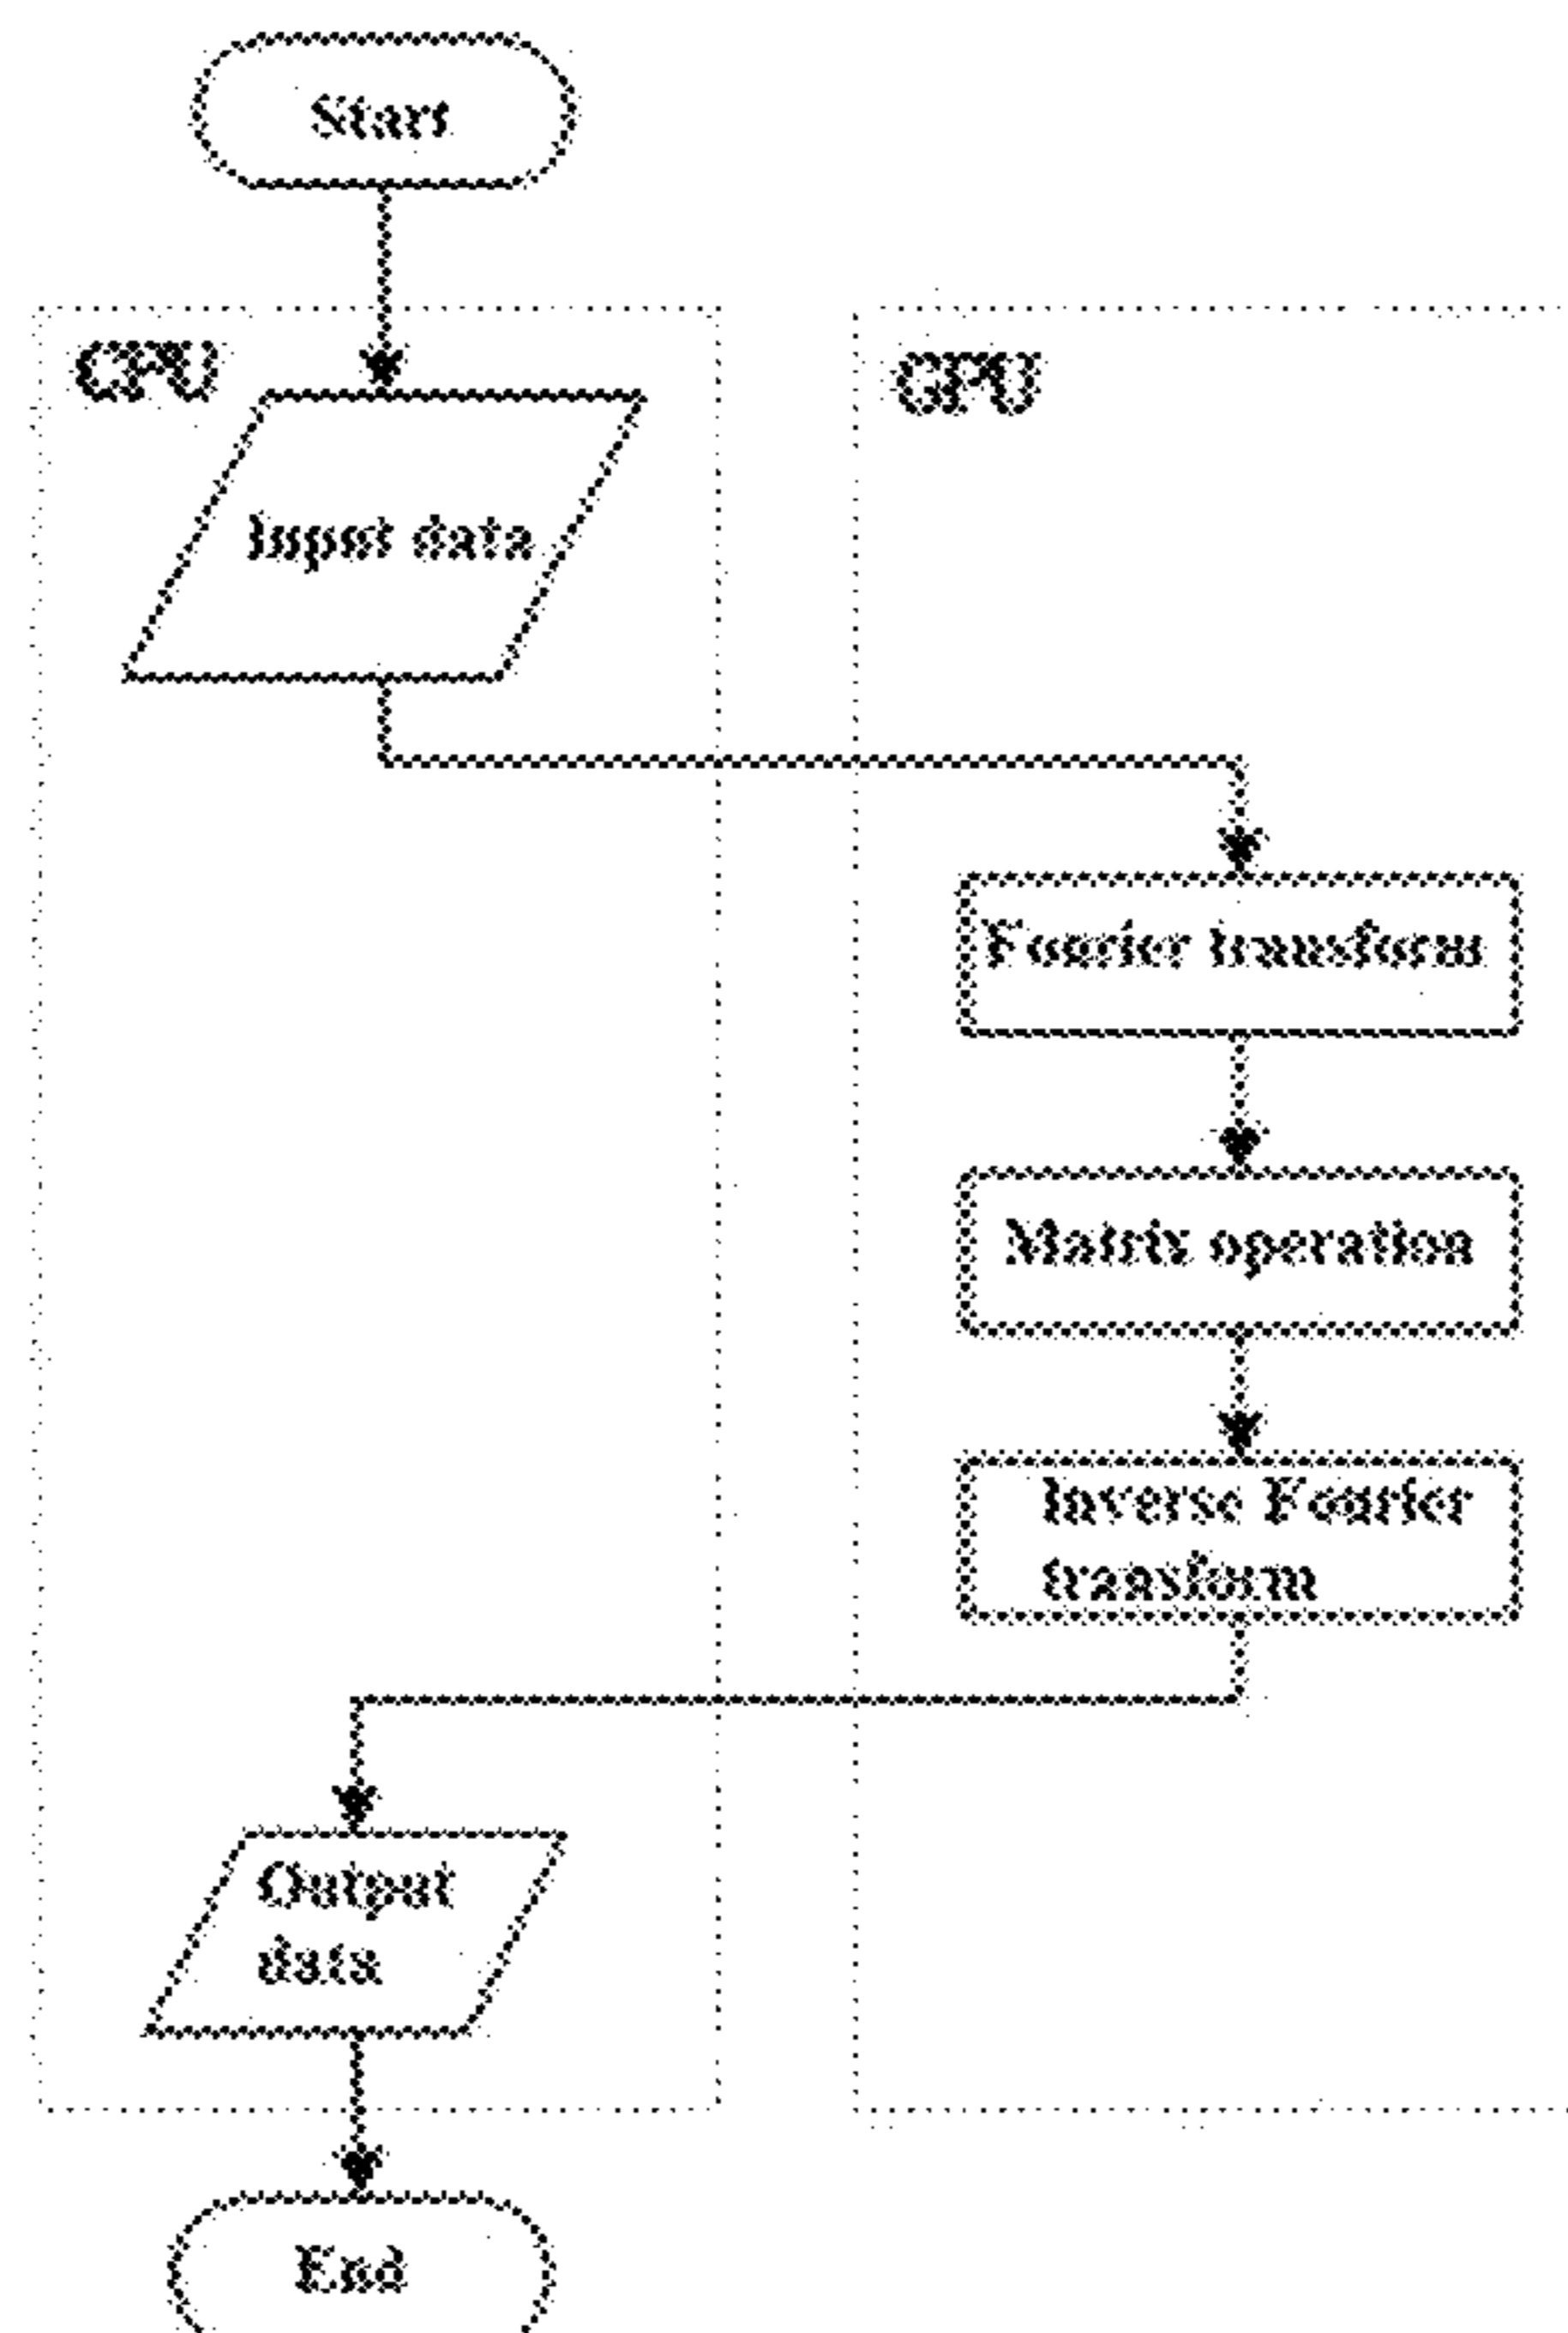 Start
CPU
GPU
Input data
Fourier transform
Matrix operation
Inverse Fourier
transform
Output
data
End